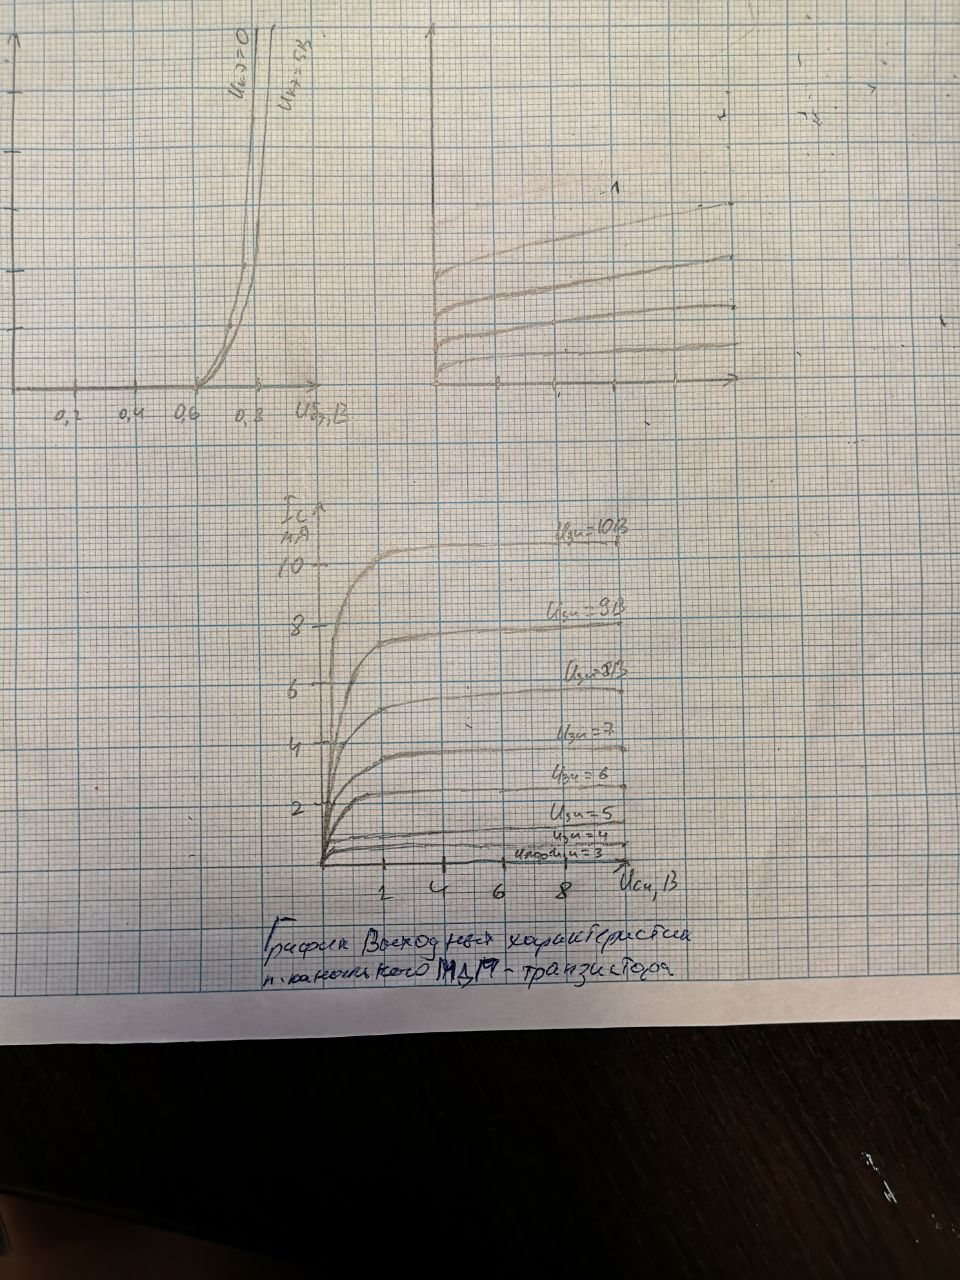 Uкэ=0
Uкэ=5В
0,2 0,4 0,6 0,8 Uбэ,В
1
Ic
мА
10
8
6
4
2
Uзи=10В
Uзи=9В
Uзи=8В
Uзи=7
Uзи=6
Uзи=5
Uзи=4
Uпор=Uзи=3
2 4 6 8 Uси,В
График Выходных характеристик
n-канального МДП-транзистора